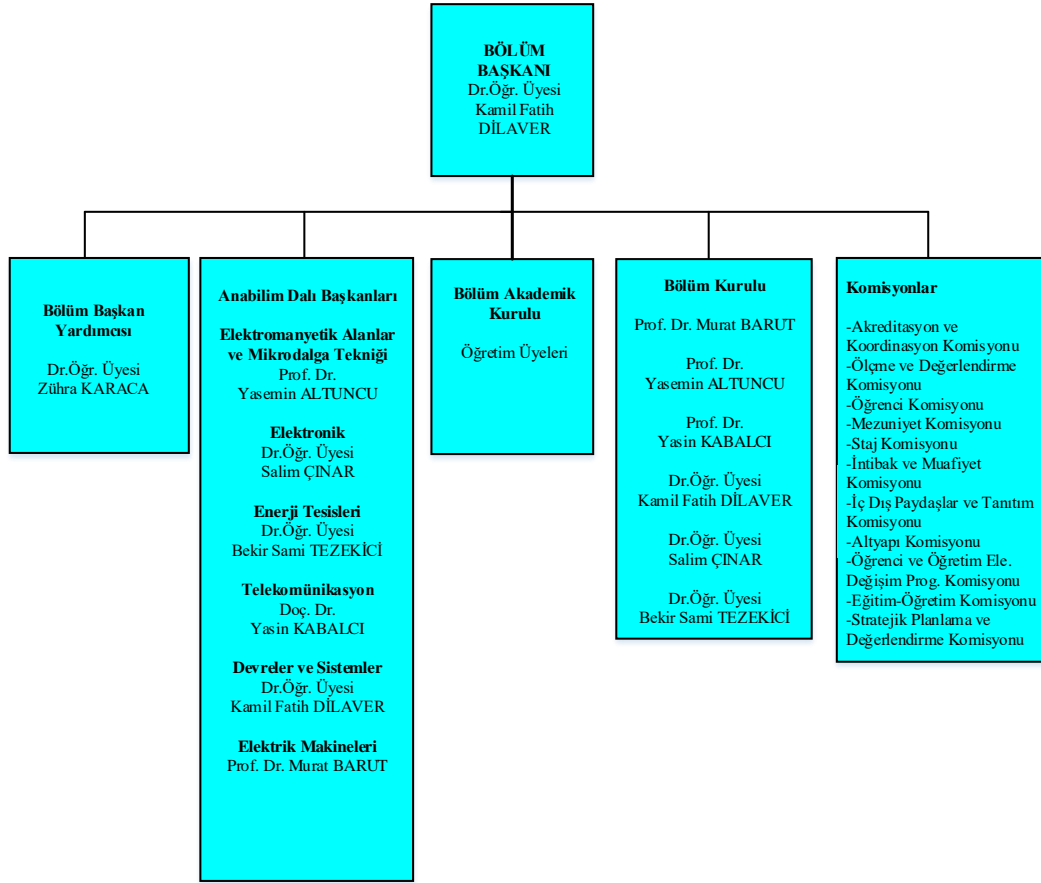 BÖLÜM
BAŞKANI
Dr.Öğr. Üyesi
Kamil Fatih
DİLAVER
Bölüm Başkan
Yardımcısı
Dr.Öğr. Üyesi
Zühra KARACA
Anabilim Dalı Başkanları
Elektromanyetik Alanlar
ve Mikrodalga Tekniği
Prof. Dr.
Yasemin ALTUNCU
Elektronik
Dr.Öğr. Üyesi
Salim ÇINAR
Enerji Tesisleri
Dr.Öğr. Üyesi
Bekir Sami TEZEKİCİ
Telekomünikasyon
Doç. Dr.
Yasin KABALCI
Devreler ve Sistemler
Dr.Öğr. Üyesi
Kamil Fatih DİLAVER
Elektrik Makineleri
Prof. Dr. Murat BARUT
Bölüm Akademik
Kurulu
Öğretim Üyeleri
Bölüm Kurulu
Prof. Dr. Murat BARUT
Prof. Dr.
Yasemin ALTUNCU
Prof. Dr.
Yasin KABALCI
Dr.Öğr. Üyesi
Kamil Fatih DİLAVER
Dr.Öğr. Üyesi
Salim ÇINAR
Dr.Öğr. Üyesi
Bekir Sami TEZEKİCİ
Komisyonlar
-Akreditasyon ve
Koordinasyon Komisyonu
-Ölçme ve Değerlendirme
Komisyonu
-Öğrenci Komisyonu
-Mezuniyet Komisyonu
-Staj Komisyonu
-İntibak ve Muafiyet
Komisyonu
-İç Dış Paydaşlar ve Tanıtım
Komisyonu
-Altyapı Komisyonu
-Öğrenci ve Öğretim Ele.
Değişim Prog. Komisyonu
-Eğitim-Öğretim Komisyonu
-Stratejik Planlama ve
Değerlendirme Komisyonu